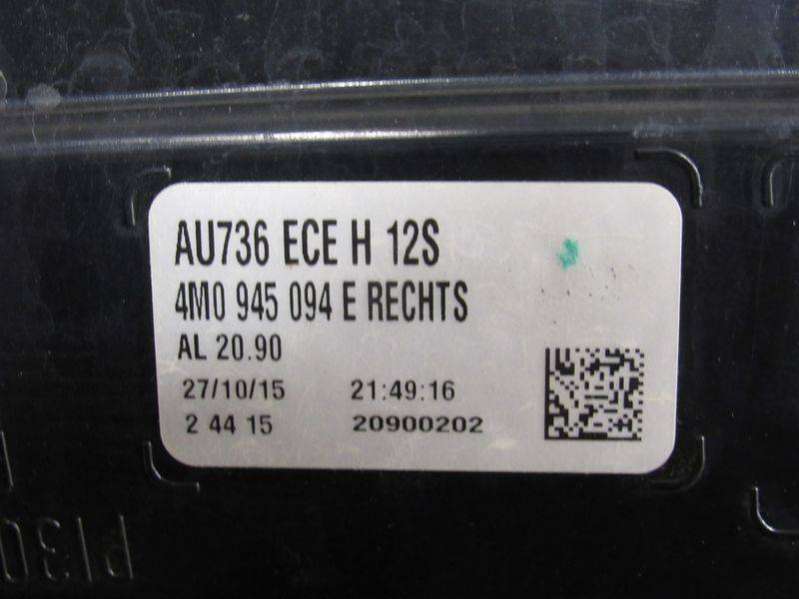 AU736 ECE H 12S
4M0 945 094 E RECHTS
AL 20.90
27/10/15 21:49:16
2 44 15 20900202